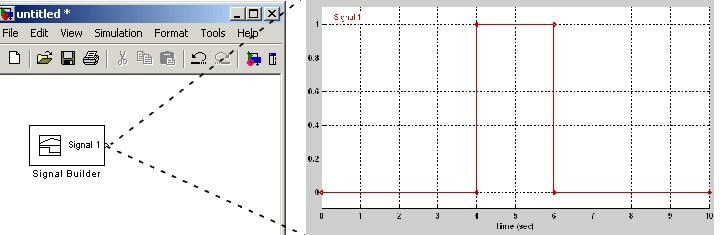 untitled *
File Edit View Simulation Format Tools Help
Signal 1
Signal Builder
Signal 1
1
0.8
0.6
0.4
0.2
0
0 1 2 3 4 5 6 7 8 9 10
Time (sec)